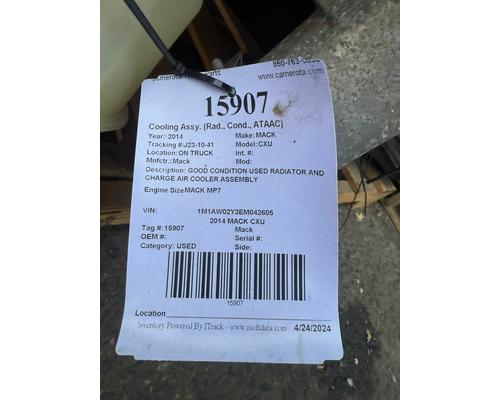 Camerota
www.camerota.com
15907
Cooling Assy. (Rad., Cond., ATAAC)
Year: 2014 Make: MACK
Tracking #:J23-10-41 Model: CXU
Location: ON TRUCK Int. #:
Mnfctr.: Mack Mod:
Description: GOOD CONDITION USED RADIATOR AND
CHARGE AIR COOLER ASSEMBLY
Engine SizeMACK MP7
VIN: 1M1AW02Y3EM042605
2014 MACK CXU
Tag #:15907 Mack
OEM #: Serial #:
Category: USED Side:
15907
Location
Inventory Powered By ITrack - www.isoftdata.com 4/24/2024